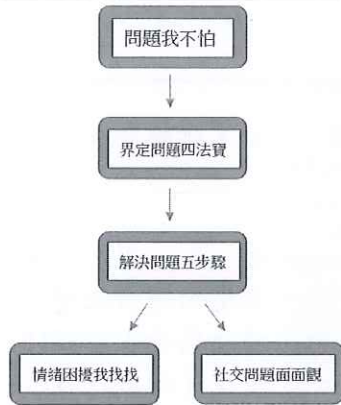 問題我不怕
界定問題四法寶
解決問題五步驟
情緒困擾我找找
社交問題面面觀